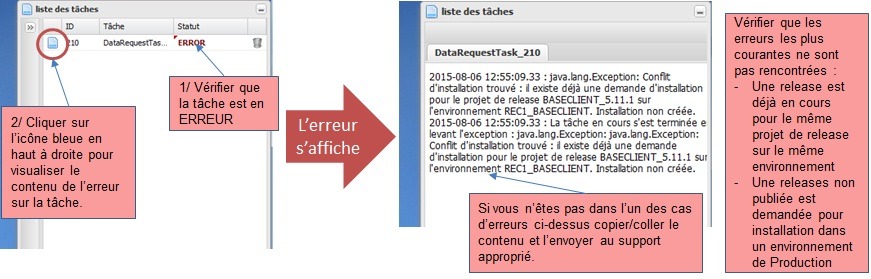 liste des tâches
ID Tâche Statut
210 DataRequestTas... ERROR
1/ Vérifier que
la tâche est en
ERREUR
2/ Cliquer sur
l'icône bleue en
haut à droite pour
visualiser le
contenu de l'erreur
sur la tâche.
L'erreur
s'affiche
liste des tâches
DataRequestTask_210
2015-08-06 12:55:09.33 : java.lang.Exception: Conflit
d'installation trouvé : il existe déjà une demande d'installation
pour le projet de release BASECLIENT_5.11.1 sur
l'environnement REC1_BASECLIENT. Installation non créée.
2015-08-06 12:55:09.33 : La tâche en cours s'est terminée e
levant l'exception : java.lang.Exception: java.lang.Exception:
Conflit d'installation trouvé : il existe déjà une demande
d'installation pour le projet de release BASECLIENT_5.11.1 su
l'environnement REC1_BASECLIENT. Installation non créée.
Si vous n'êtes pas dans l'un des cas
d'erreurs ci-dessus copier/coller le
contenu et l'envoyer au support
approprié.
Vérifier que les
erreurs les plus
courantes ne sont
pas rencontrées :
- Une release est
déjà en cours
pour le même
projet de release
sur le même
environnement
- Une releases non
publiée est
demandée pour
installation dans
un environnement
de Production